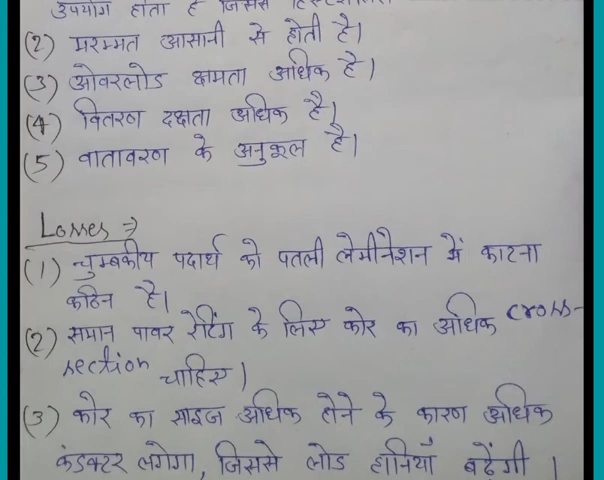 उपयोग होता है जिससे
(2) मरम्मत आसानी से होती है।
(3) ओवरलोड क्षमता अधिक है।
(4) वितरण दक्षता अधिक है।
(5) वातावरण के अनुकूल है।
Losses ⇒
(1) चुम्बकीय पदार्थ को पतली लेमीनैशन में काटना
कठिन है।
(2) समान पावर रेटिंग के लिए कोर का अधिक cross-
section चाहिए।
(3) कोर का साइज अधिक होने के कारण अधिक
कंडक्टर लगेगा, जिससे लोड हानियाँ बढ़ेंगी।